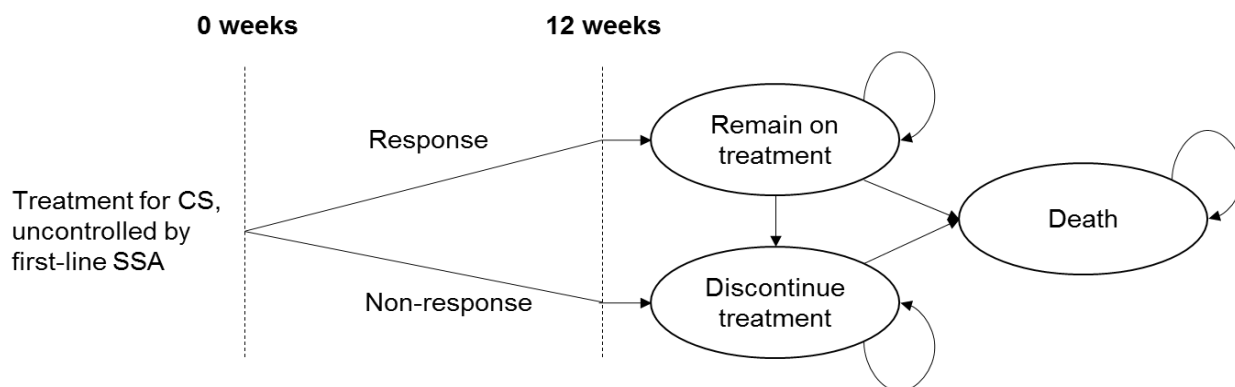 0 weeks
12 weeks
Response
Remain on
treatment
Treatment for CS,
uncontrolled by
first-line SSA
Death
Non-response
Discontinue
treatment